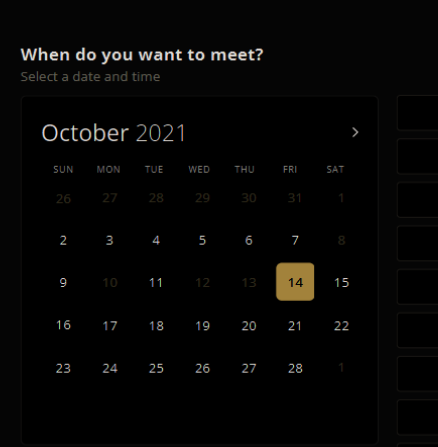 When do you want to meet?
Select a date and time
October 2021 >
SUN MON TUE WED THU FRI SAT
26 27 28 29 30 31 1
2 3 4 5 6 7 8
9 10 11 12 13 14 15
16 17 18 19 20 21 22
23 24 25 26 27 28 1